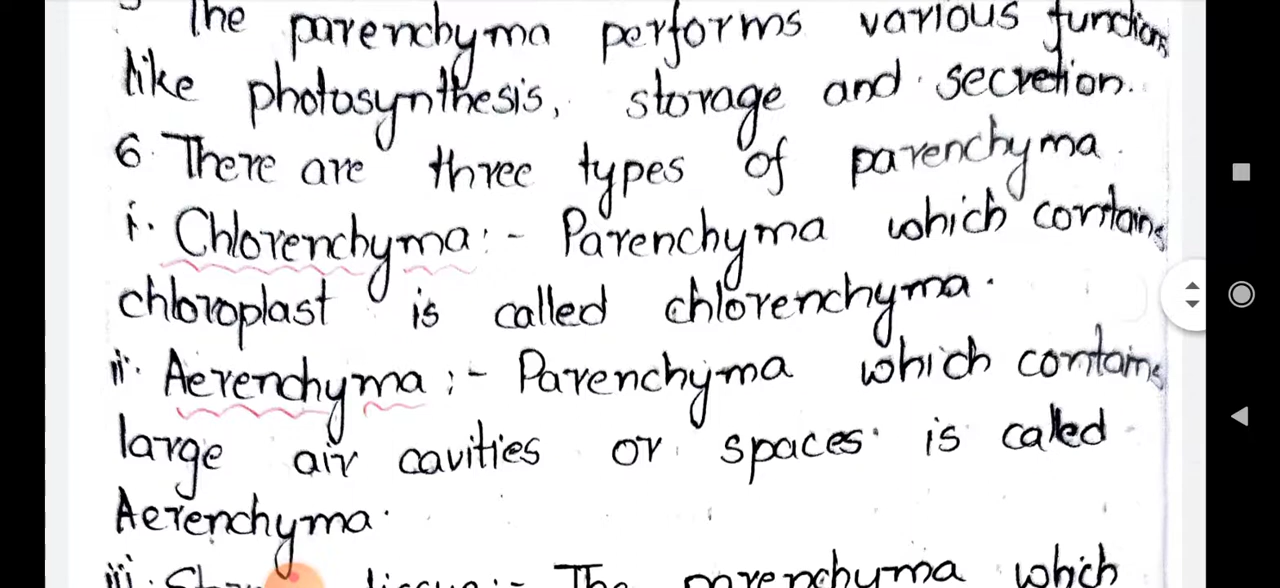 The parenchyma performs various functions
like photosynthesis, storage and secretion.
6. There are three types of parenchyma.
i. Chlorenchyma :- Parenchyma which contains
chloroplast is called chlorenchyma.
ii. Aerenchyma :- Parenchyma which contains
large air cavities or spaces is called
Aerenchyma.
iii. tissue :- The parenchyma which